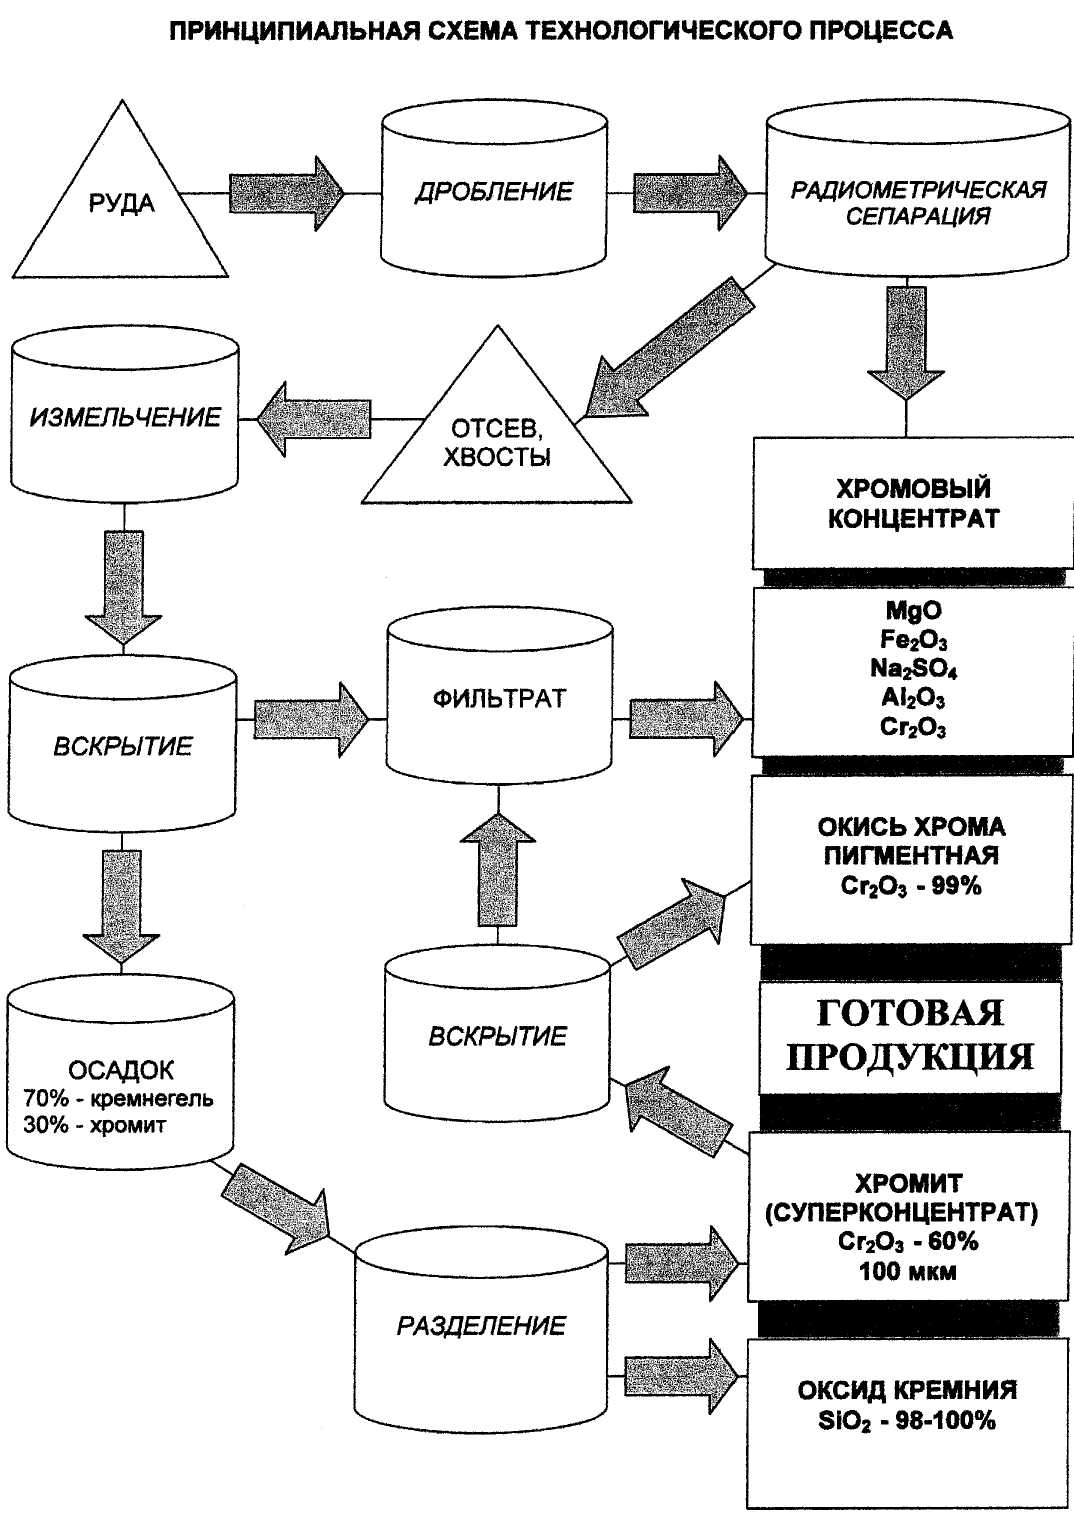 ПРИНЦИПИАЛЬНАЯ СХЕМА ТЕХНОЛОГИЧЕСКОГО ПРОЦЕССА
РУДА
ДРОБЛЕНИЕ
РАДИОМЕТРИЧЕСКАЯ
СЕПАРАЦИЯ
ИЗМЕЛЬЧЕНИЕ
ОТСЕВ,
ХВОСТЫ
ХРОМОВЫЙ
КОНЦЕНТРАТ
MgO
Fe₂O₃
Na₂SO₄
Al₂O₃
Cr₂O₃
ФИЛЬТРАТ
ВСКРЫТИЕ
ОКИСЬ ХРОМА
ПИГМЕНТНАЯ
Cr₂O₃ - 99%
ВСКРЫТИЕ
ГОТОВАЯ
ПРОДУКЦИЯ
ОСАДОК
70% - кремнегель
30% - хромит
ХРОМИТ
(СУПЕРКОНЦЕНТРАТ)
Cr₂O₃ - 60%
100 мкм
РАЗДЕЛЕНИЕ
ОКСИД КРЕМНИЯ
SiO₂ - 98-100%